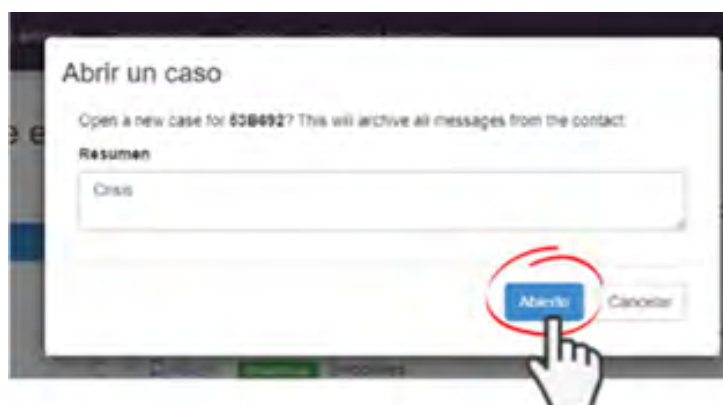 Abrir un caso
Open a new case for 63B692? This will archive all messages from the contact.
Resumen
Crisis
Abierto
Cancelar